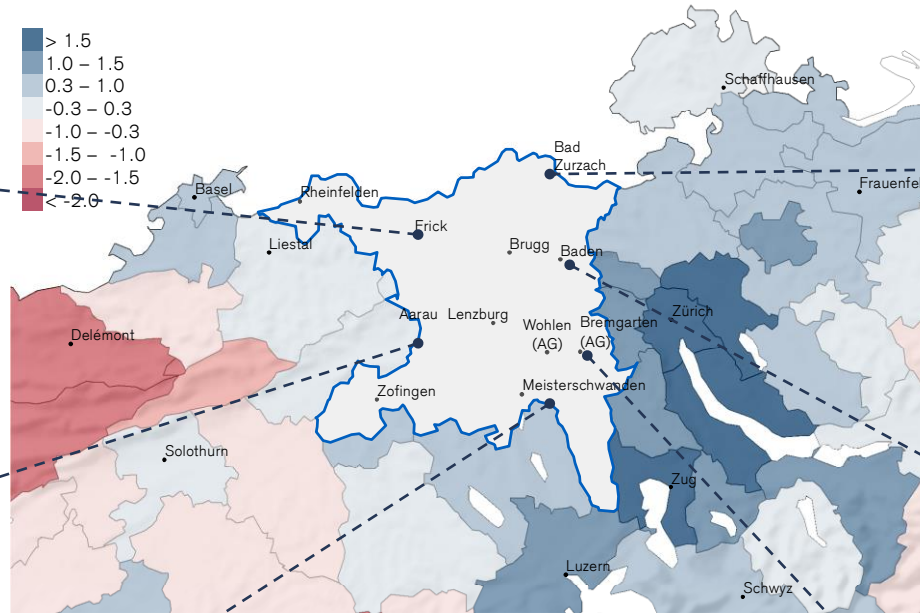 > 1.5
1.0 – 1.5
0.3 – 1.0
-0.3 – 0.3
-1.0 – -0.3
-1.5 – -1.0
-2.0 – -1.5
< -2.0
Schaffhausen
Bad
Zurzach
Basel
Rheinfelden
Frauenfe
Frick
Liestal
Brugg
Baden
Aarau
Lenzburg
Zürich
Wohlen
(AG)
Bremgarten
(AG)
Delémont
Zofingen
Meisterschwanden
Solothurn
Zug
Luzern
Schwyz